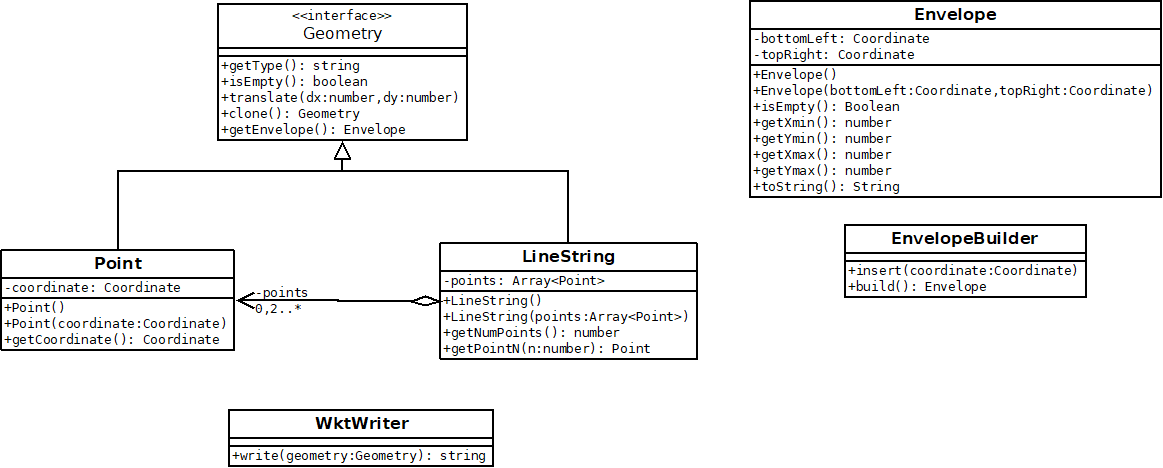 <<interface>>
Geometry
+getType(): string
+isEmpty(): boolean
+translate(dx:number,dy:number)
+clone(): Geometry
+getEnvelope(): Envelope
Envelope
-bottomLeft: Coordinate
-topRight: Coordinate
+Envelope()
+Envelope(bottomLeft:Coordinate,topRight:Coordinate)
+isEmpty(): Boolean
+getXmin(): number
+getYmin(): number
+getXmax(): number
+getYmax(): number
+toString(): String
EnvelopeBuilder
+insert(coordinate:Coordinate)
+build(): Envelope
Point
-coordinate: Coordinate
+Point()
+Point(coordinate:Coordinate)
+getCoordinate(): Coordinate
-points
0,2..*
LineString
-points: Array<Point>
+LineString()
+LineString(points:Array<Point>)
+getNumPoints(): number
+getPointN(n:number): Point
WktWriter
+write(geometry:Geometry): string